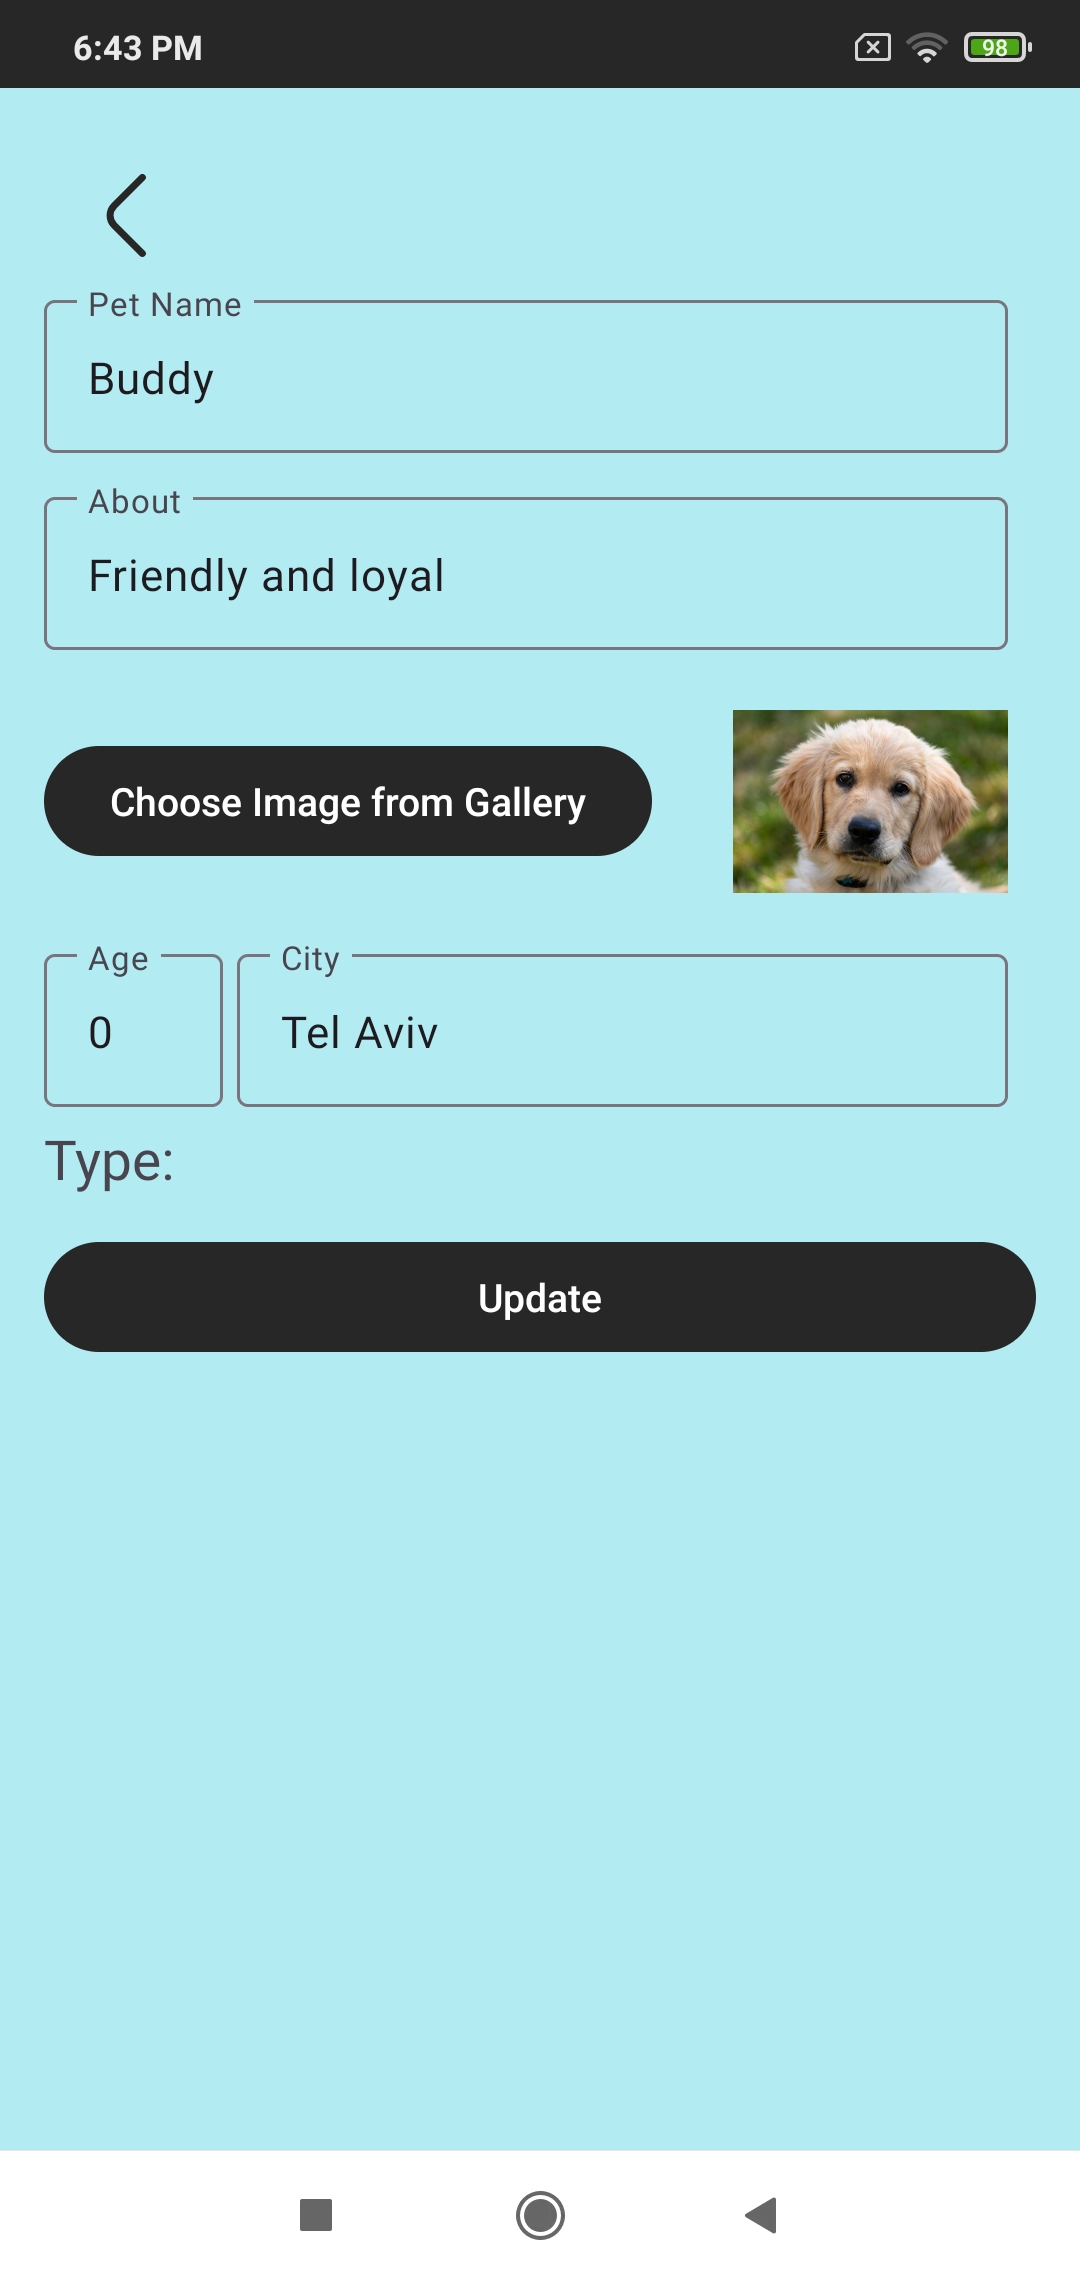 6:43 PM
98
Pet Name
Buddy
About
Friendly and loyal
Choose Image from Gallery
Age
City
0
Tel Aviv
Type:
Update